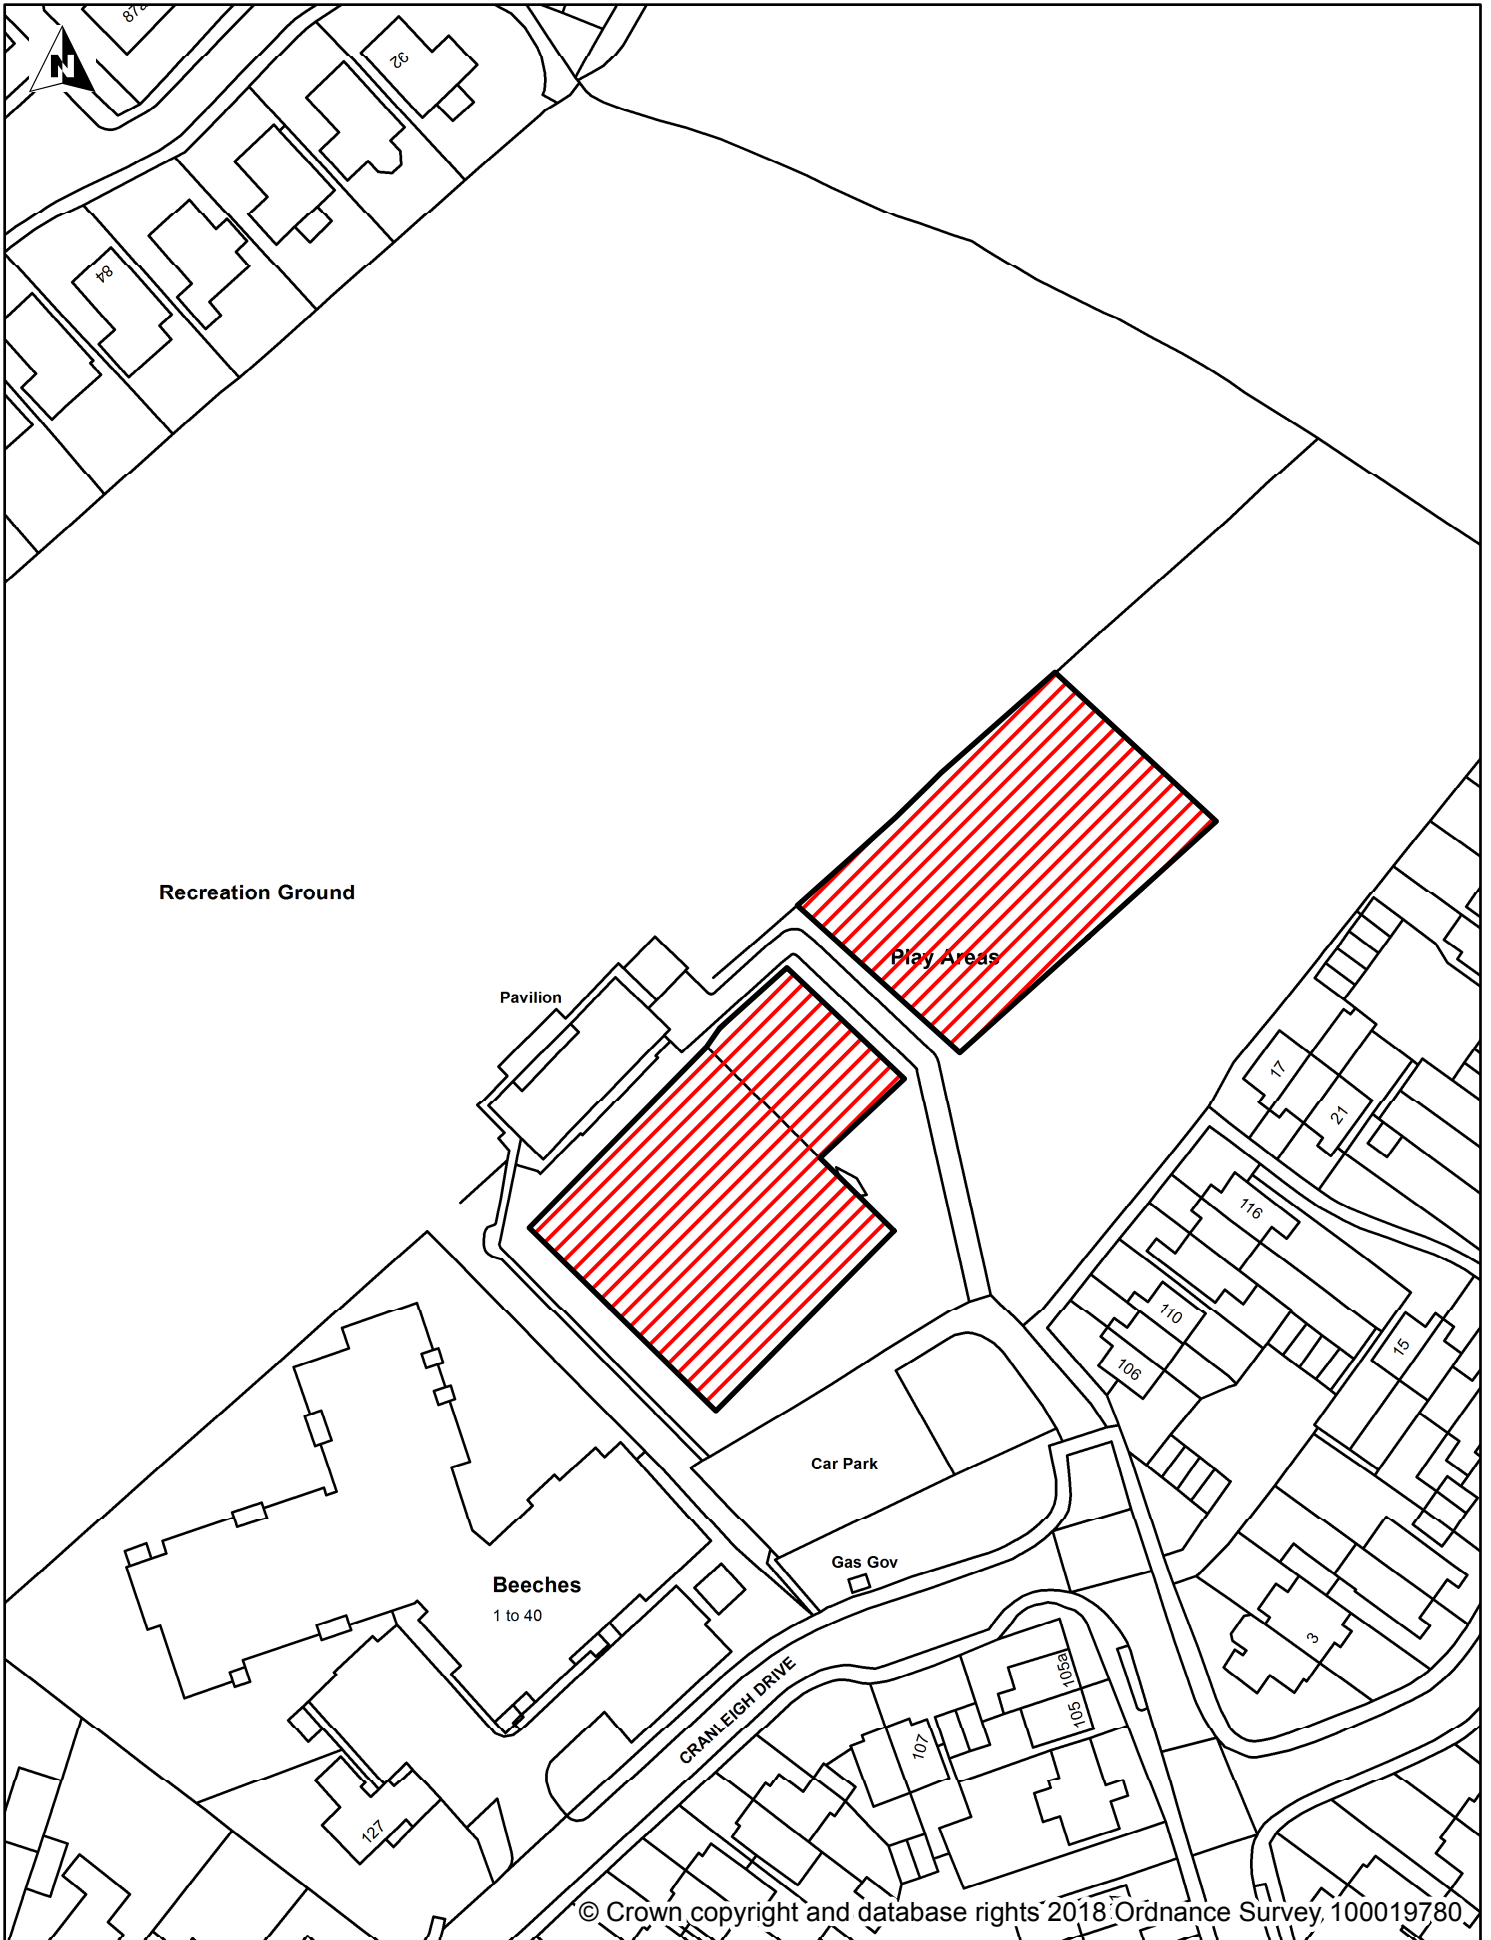 87a
N
32
84
Recreation Ground
Play Areas
Pavilion
17
21
116
110
106
15
Car Park
Gas Gov
Beeches
1 to 40
3
CRANLEIGH DRIVE
105a
105
107
127
© Crown copyright and database rights 2018 Ordnance Survey 100019780